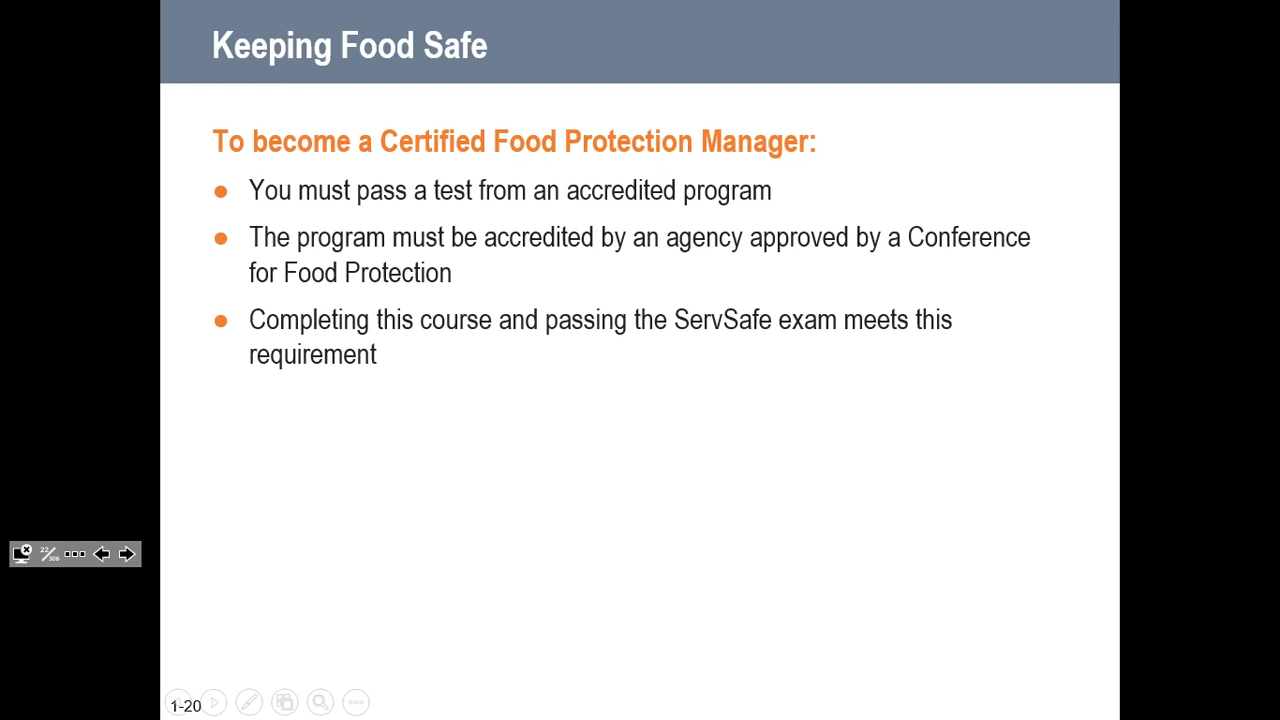 Keeping Food Safe
To become a Certified Food Protection Manager:
You must pass a test from an accredited program
The program must be accredited by an agency approved by a Conference
for Food Protection
Completing this course and passing the ServSafe exam meets this
requirement
22/306
1-20